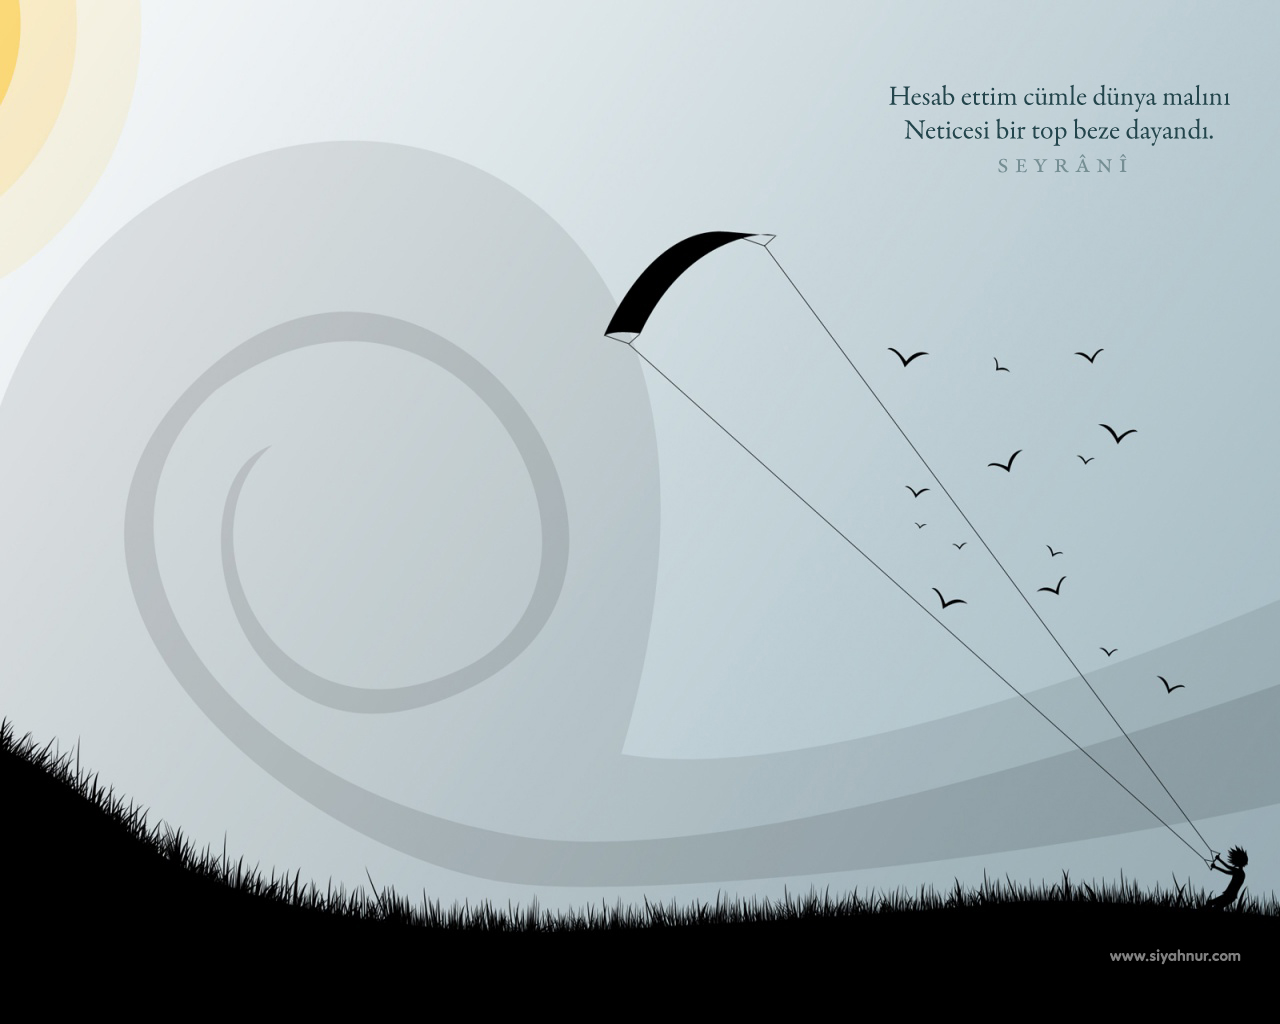 Hesab ettim cümle dünya malını
Neticesi bir top beze dayandı.
SEYRÂNÎ
www.siyahnur.com